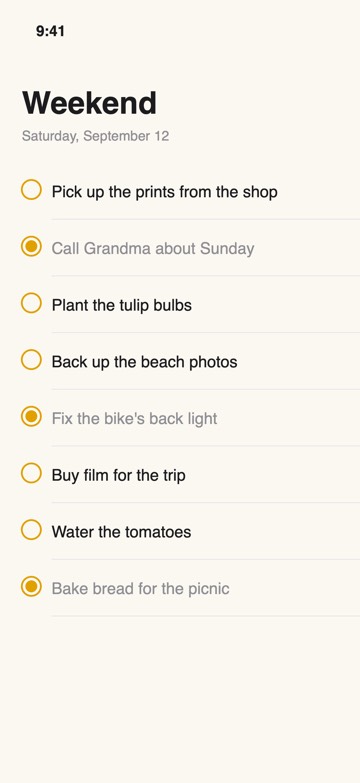 9:41
Weekend
Saturday, September 12
Pick up the prints from the shop
Call Grandma about Sunday
Plant the tulip bulbs
Back up the beach photos
Fix the bike's back light
Buy film for the trip
Water the tomatoes
Bake bread for the picnic